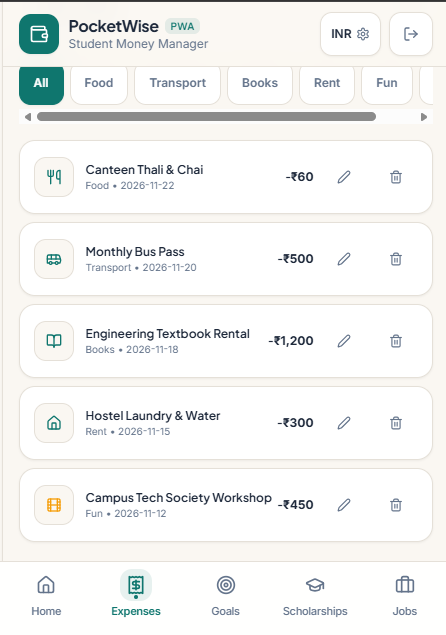 PocketWise PWA
Student Money Manager
INR
All Food Transport Books Rent Fun
Canteen Thali & Chai
Food • 2026-11-22
-₹60
Monthly Bus Pass
Transport • 2026-11-20
-₹500
Engineering Textbook Rental
Books • 2026-11-18
-₹1,200
Hostel Laundry & Water
Rent • 2026-11-15
-₹300
Campus Tech Society Workshop
Fun • 2026-11-12
-₹450
Home Expenses Goals Scholarships Jobs